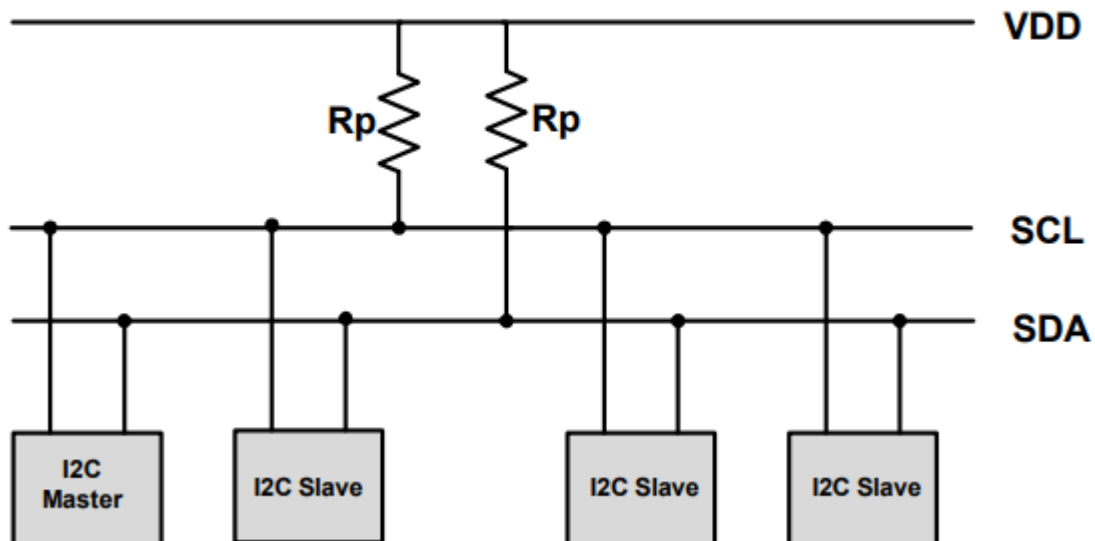 VDD
Rp
Rp
SCL
SDA
I2C
Master
I2C Slave
I2C Slave
I2C Slave